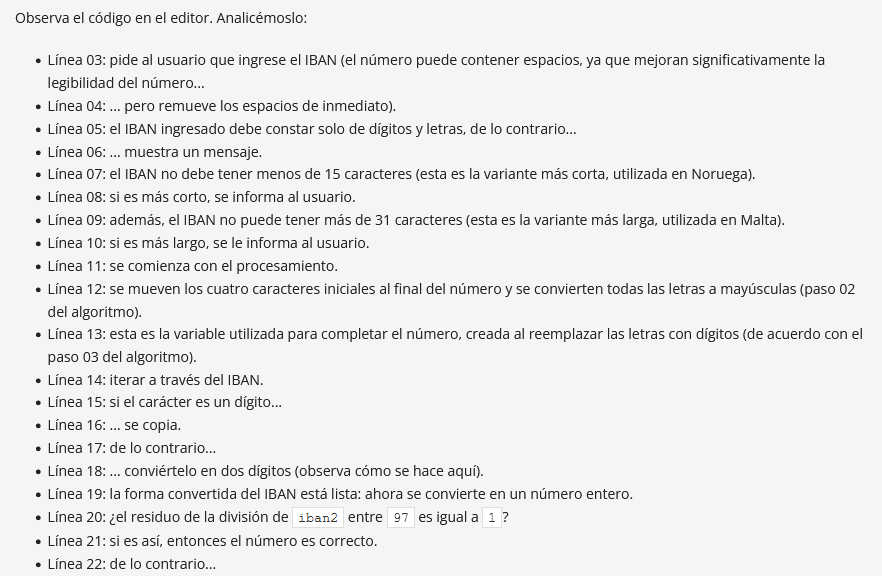 Observa el código en el editor. Analicémoslo:
• Línea 03: pide al usuario que ingrese el IBAN (el número puede contener espacios, ya que mejoran significativamente la
legibilidad del número...
• Línea 04: ... pero remueve los espacios de inmediato).
• Línea 05: el IBAN ingresado debe constar solo de dígitos y letras, de lo contrario...
• Línea 06: ... muestra un mensaje.
• Línea 07: el IBAN no debe tener menos de 15 caracteres (esta es la variante más corta, utilizada en Noruega).
• Línea 08: si es más corto, se informa al usuario.
• Línea 09: además, el IBAN no puede tener más de 31 caracteres (esta es la variante más larga, utilizada en Malta).
• Línea 10: si es más largo, se le informa al usuario.
• Línea 11: se comienza con el procesamiento.
• Línea 12: se mueven los cuatro caracteres iniciales al final del número y se convierten todas las letras a mayúsculas (paso 02
del algoritmo).
• Línea 13: esta es la variable utilizada para completar el número, creada al reemplazar las letras con dígitos (de acuerdo con el
paso 03 del algoritmo).
• Línea 14: iterar a través del IBAN.
• Línea 15: si el carácter es un dígito...
• Línea 16: ... se copia.
• Línea 17: de lo contrario...
• Línea 18: ... conviértelo en dos dígitos (observa cómo se hace aquí).
• Línea 19: la forma convertida del IBAN está lista: ahora se convierte en un número entero.
• Línea 20: ¿el residuo de la división de iban2 entre 97 es igual a 1 ?
• Línea 21: si es así, entonces el número es correcto.
• Línea 22: de lo contrario...